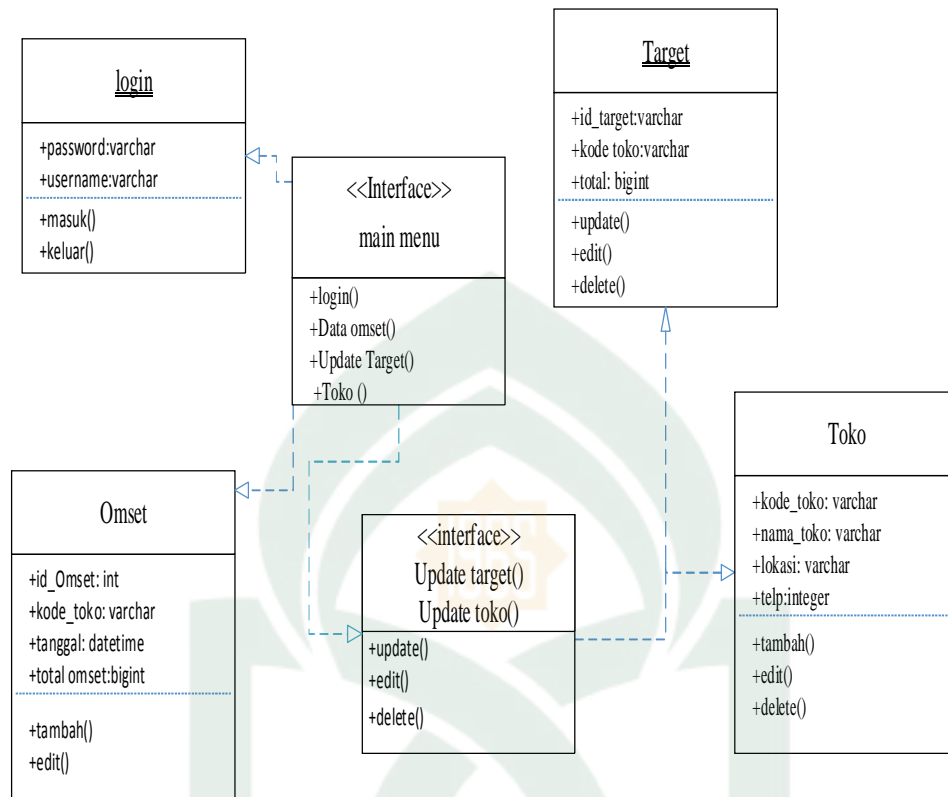 login
+password:varchar
+username:varchar
+masuk()
+keluar()
<<Interface>>
main menu
+login()
+Data omset()
+Update Target()
+Toko ()
Target
+id_target:varchar
+kode toko:varchar
+total: bigint
+update()
+edit()
+delete()
Omset
+id_Omset: int
+kode_toko: varchar
+tanggal: datetime
+total omset:bigint
+tambah()
+edit()
<<interface>>
Update target()
Update toko()
+update()
+edit()
+delete()
Toko
+kode_toko: varchar
+nama_toko: varchar
+lokasi: varchar
+telp:integer
+tambah()
+edit()
+delete()